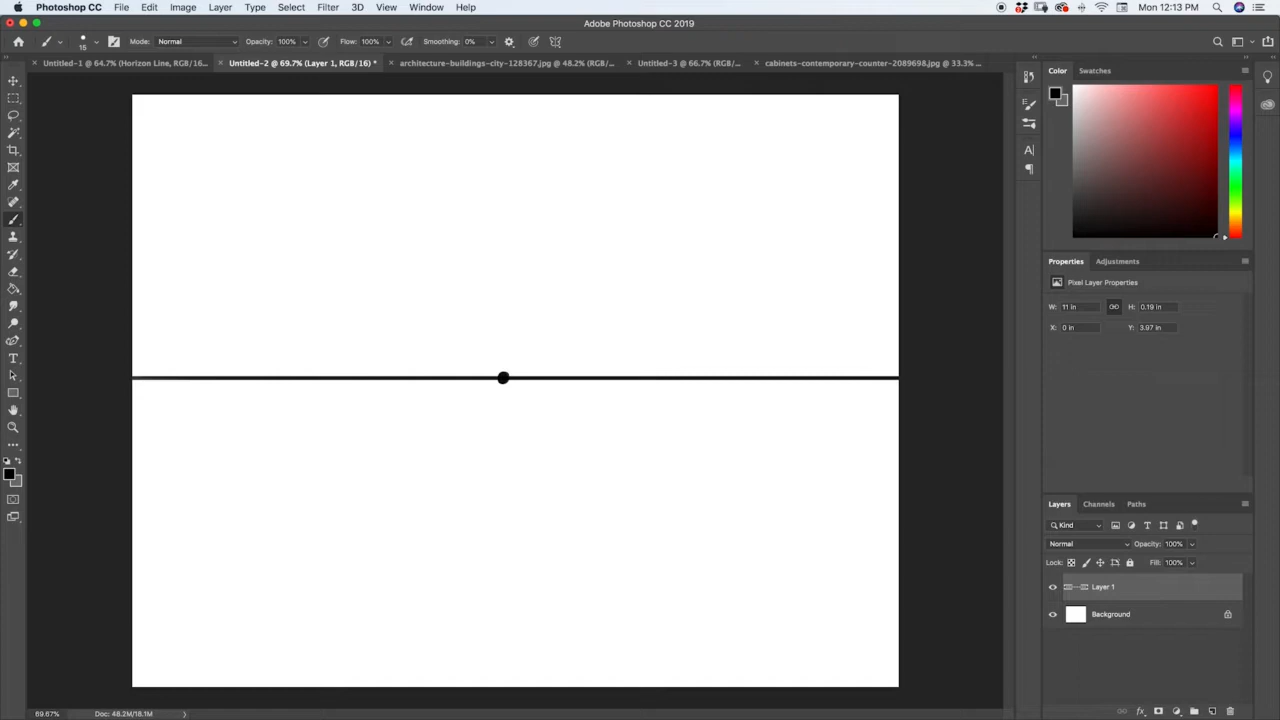 Photoshop CC File Edit Image Layer Type Select Filter 3D View Window Help Mon 12:13 PM
Adobe Photoshop CC 2019
15 Mode: Normal Opacity: 100% Flow: 100% Smoothing: 0%
Untitled-1 @ 64.7% (Horizon Line, RGB/16... Untitled-2 @ 69.7% (Layer 1, RGB/16) * architecture-buildings-city-128367.jpg @ 48.2% (RGB/... Untitled-3 @ 66.7% (RGB/... cabinets-contemporary-counter-2089698.jpg @ 33.3% ...
Color Swatches
Properties Adjustments
Pixel Layer Properties
W: 11 in H: 0.19 in
X: 0 in Y: 3.97 in
Layers Channels Paths
Kind
Normal Opacity: 100%
Lock: Fill: 100%
Layer 1
Background
69.67% Doc: 48.2M/18.1M